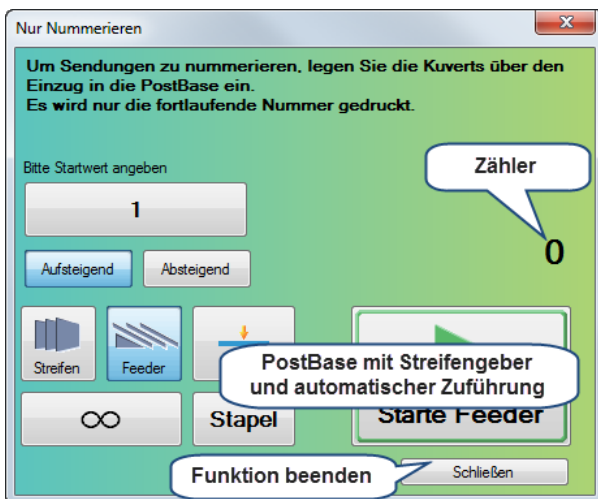 Nur Nummerieren
Um Sendungen zu nummerieren, legen Sie die Kuverts über den
Einzug in die PostBase ein.
Es wird nur die fortlaufende Nummer gedruckt.
Bitte Startwert angeben
Zähler
1
0
Aufsteigend
Absteigend
Streifen
Feeder
PostBase mit Streifengeber
und automatischer Zuführung
∞
Stapel
Starte Feeder
Funktion beenden
Schließen